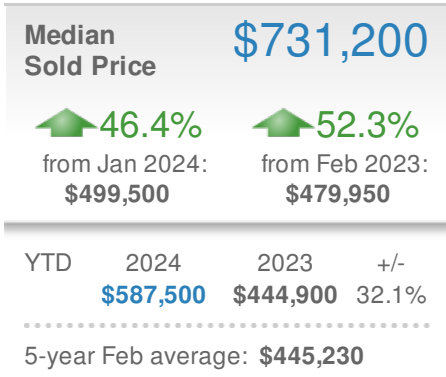 Median
Sold Price
$731,200
46.4%
from Jan 2024:
$499,500
52.3%
from Feb 2023:
$479,950
YTD 2024 2023 +/-
$587,500 $444,900 32.1%
5-year Feb average: $445,230